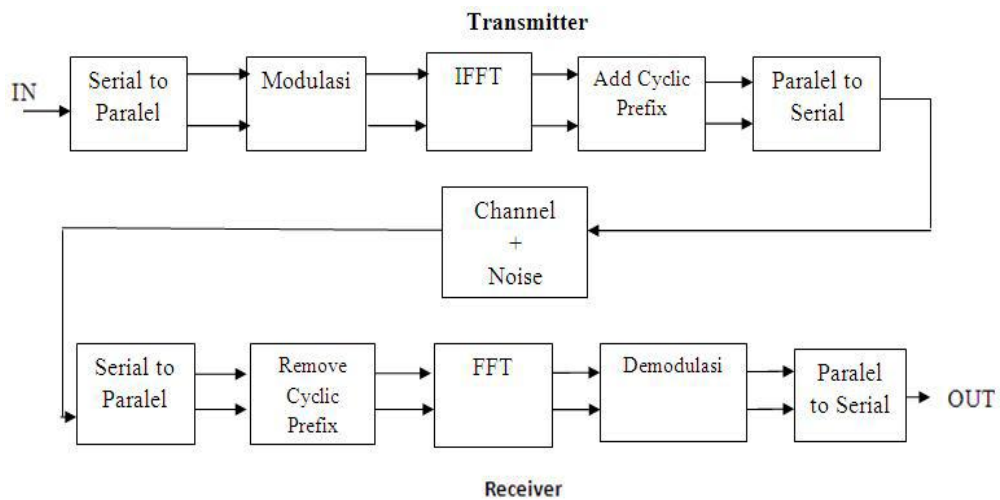 Transmitter
IN
Serial to
Paralel
Modulasi
IFFT
Add Cyclic
Prefix
Paralel to
Serial
Channel
+
Noise
Serial to
Paralel
Remove
Cyclic
Prefix
FFT
Demodulasi
Paralel
to Serial
OUT
Receiver